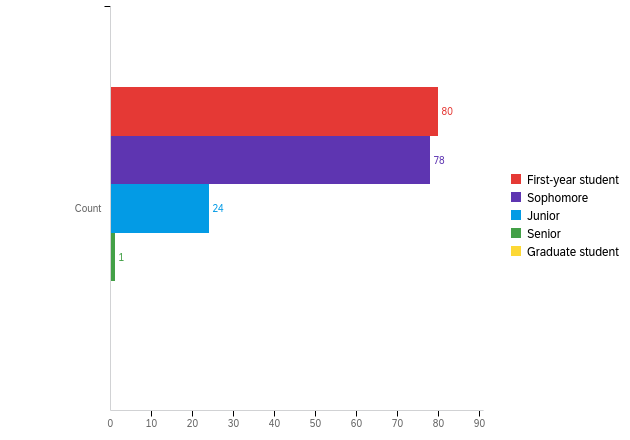 80
78
Count
24
1
First-year student
Sophomore
Junior
Senior
Graduate student
0 10 20 30 40 50 60 70 80 90